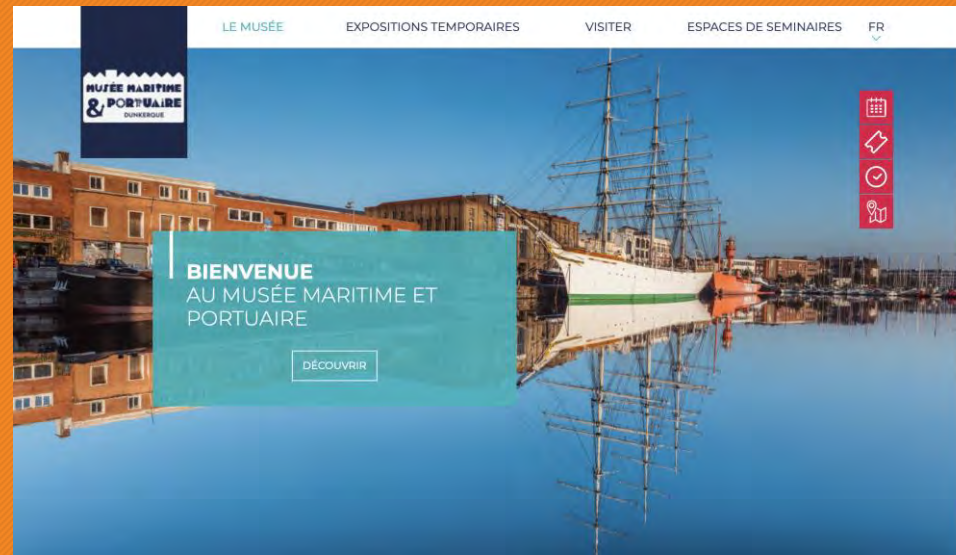 LE MUSÉE
EXPOSITIONS TEMPORAIRES
VISITER
ESPACES DE SEMINAIRES
FR
MUSÉE MARITIME
& PORTUAIRE
DUNKERQUE
BIENVENUE
AU MUSÉE MARITIME ET
PORTUAIRE
DÉCOUVRIR